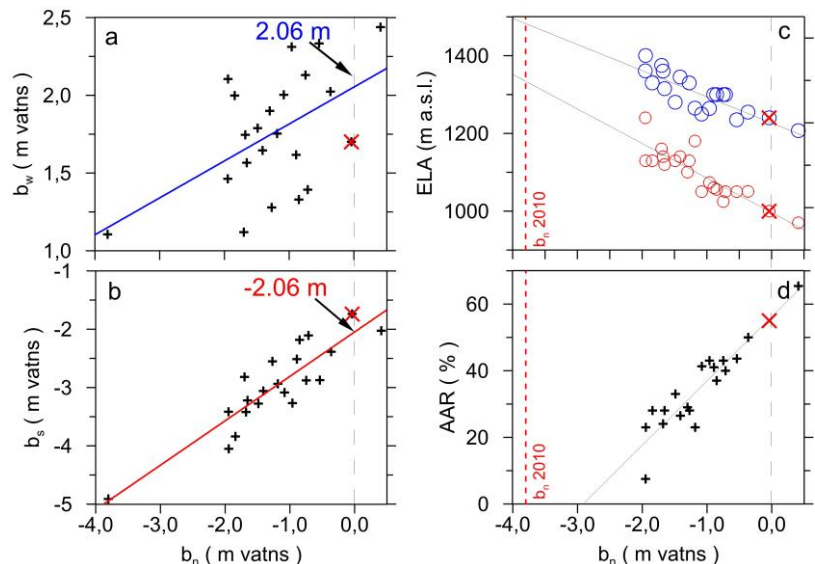 a
2.06 m
2,5
2,0
1,5
1,0
b_w ( m vatns)
b
-2.06 m
-1
-2
-3
-4
-5
b_s ( m vatns)
-4,0 -3,0 -2,0 -1,0 0,0
b_n ( m vatns)
c
1400
1200
1000
ELA (m a.s.l.)
b_n 2010
d
60
40
20
0
AAR ( % )
b_n 2010
-4,0 -3,0 -2,0 -1,0 0,0
b_n ( m vatns)